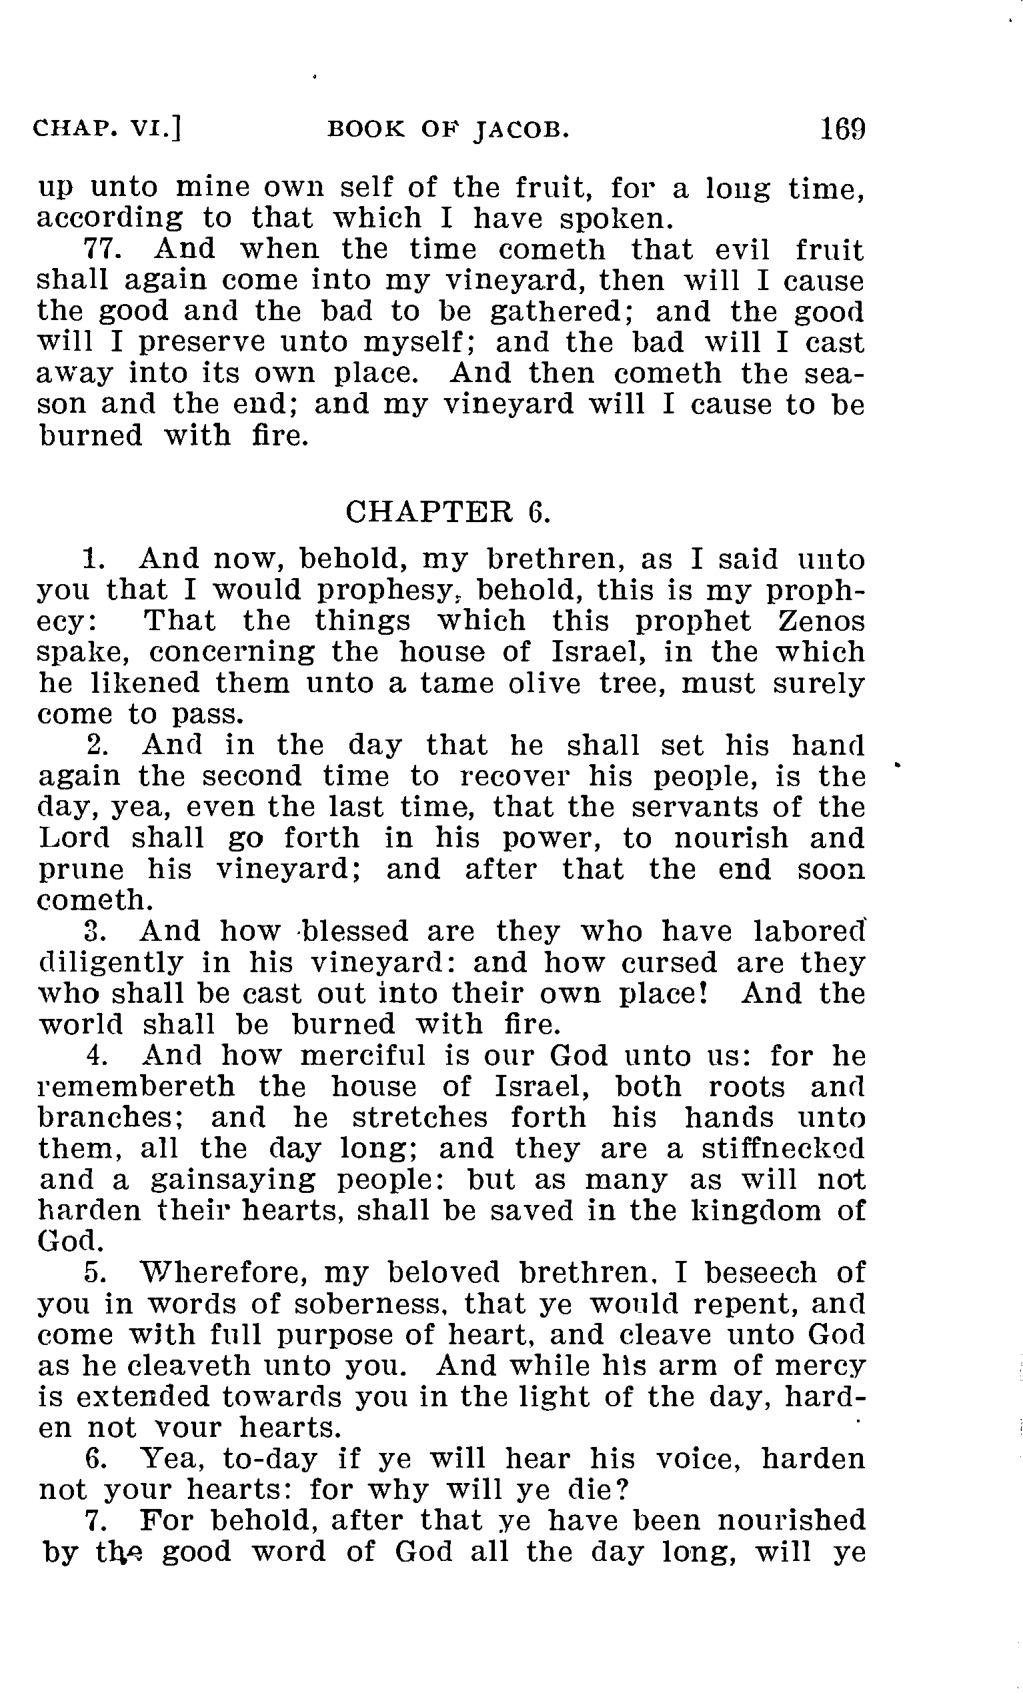 CHAP. VI.] BOOK OF JACOB. 169
up unto mine own self of the fruit, for a long time,
according to that which I have spoken.
77. And when the time cometh that evil fruit
shall again come into my vineyard, then will I cause
the good and the bad to be gathered; and the good
will I preserve unto myself; and the bad will I cast
away into its own place. And then cometh the sea-
son and the end; and my vineyard will I cause to be
burned with fire.
CHAPTER 6.
1. And now, behold, my brethren, as I said unto
you that I would prophesy, behold, this is my proph-
ecy: That the things which this prophet Zenos
spake, concerning the house of Israel, in the which
he likened them unto a tame olive tree, must surely
come to pass.
2. And in the day that he shall set his hand
again the second time to recover his people, is the
day, yea, even the last time, that the servants of the
Lord shall go forth in his power, to nourish and
prune his vineyard; and after that the end soon
cometh.
3. And how blessed are they who have labored
diligently in his vineyard: and how cursed are they
who shall be cast out into their own place! And the
world shall be burned with fire.
4. And how merciful is our God unto us: for he
remembereth the house of Israel, both roots and
branches; and he stretches forth his hands unto
them, all the day long; and they are a stiffnecked
and a gainsaying people: but as many as will not
harden their hearts, shall be saved in the kingdom of
God.
5. Wherefore, my beloved brethren, I beseech of
you in words of soberness, that ye would repent, and
come with full purpose of heart, and cleave unto God
as he cleaveth unto you. And while his arm of mercy
is extended towards you in the light of the day, hard-
en not your hearts.
6. Yea, to-day if ye will hear his voice, harden
not your hearts: for why will ye die?
7. For behold, after that ye have been nourished
by the good word of God all the day long, will ye